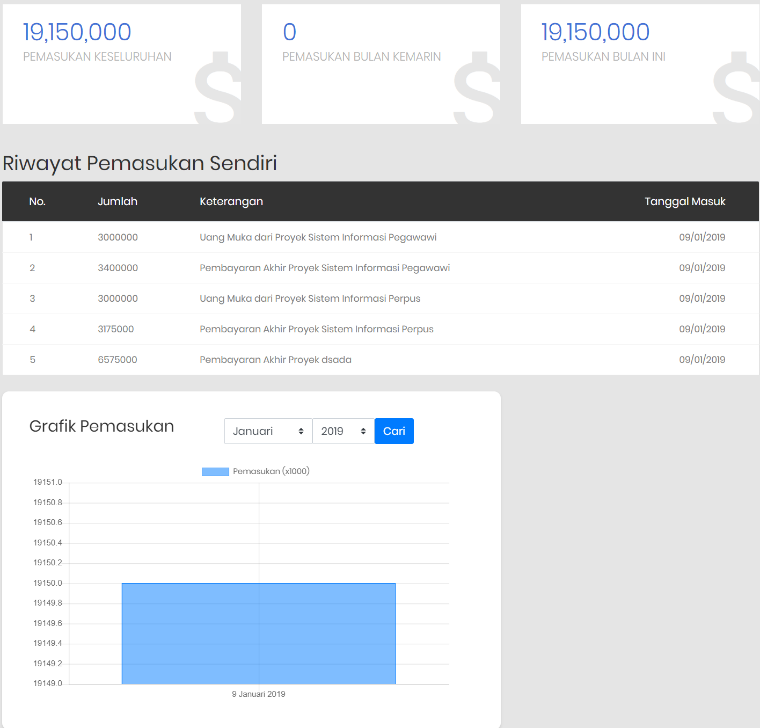 19,150,000
PEMASUKAN KESELURUHAN
0
PEMASUKAN BULAN KEMARIN
19,150,000
PEMASUKAN BULAN INI
Riwayat Pemasukan Sendiri
No. Jumlah Keterangan Tanggal Masuk
1 3000000 Uang Muka dari Proyek Sistem Informasi Pegawawi 09/01/2019
2 3400000 Pembayaran Akhir Proyek Sistem Informasi Pegawawi 09/01/2019
3 3000000 Uang Muka dari Proyek Sistem Informasi Perpus 09/01/2019
4 3175000 Pembayaran Akhir Proyek Sistem Informasi Perpus 09/01/2019
5 6575000 Pembayaran Akhir Proyek dsada 09/01/2019
Grafik Pemasukan Januari 2019 Cari
Pemasukan (x1000)
19151.0
19150.8
19150.6
19150.4
19150.2
19150.0
19149.8
19149.6
19149.4
19149.2
19149.0
9 Januari 2019